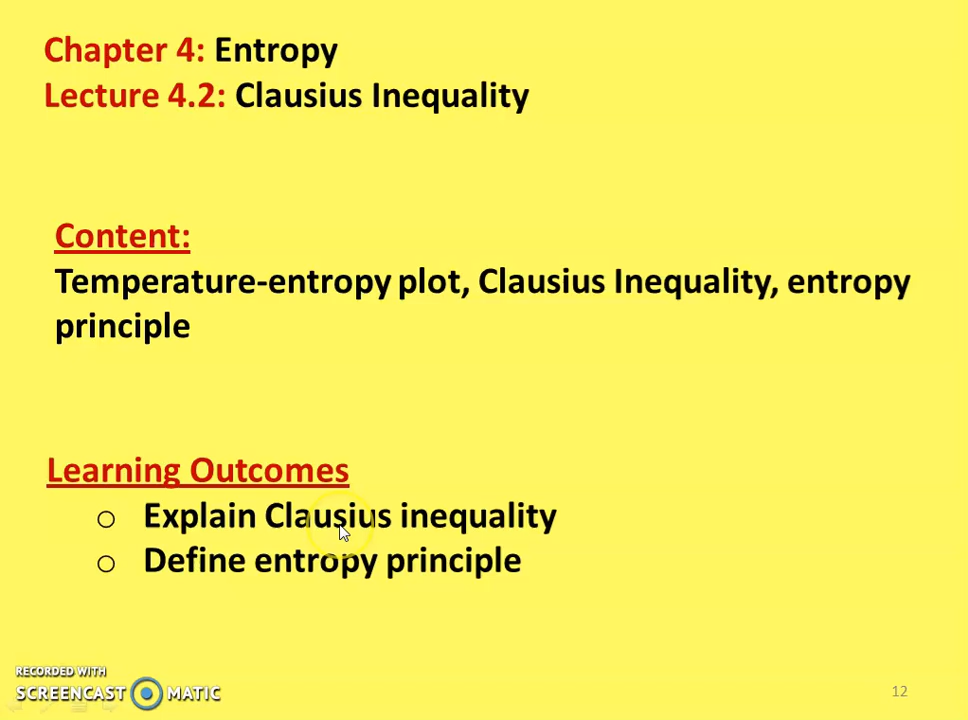 Chapter 4: Entropy
Lecture 4.2: Clausius Inequality
Content:
Temperature-entropy plot, Clausius Inequality, entropy
principle
Learning Outcomes
o Explain Clausius inequality
o Define entropy principle
RECORDED WITH
SCREENCAST MATIC
12